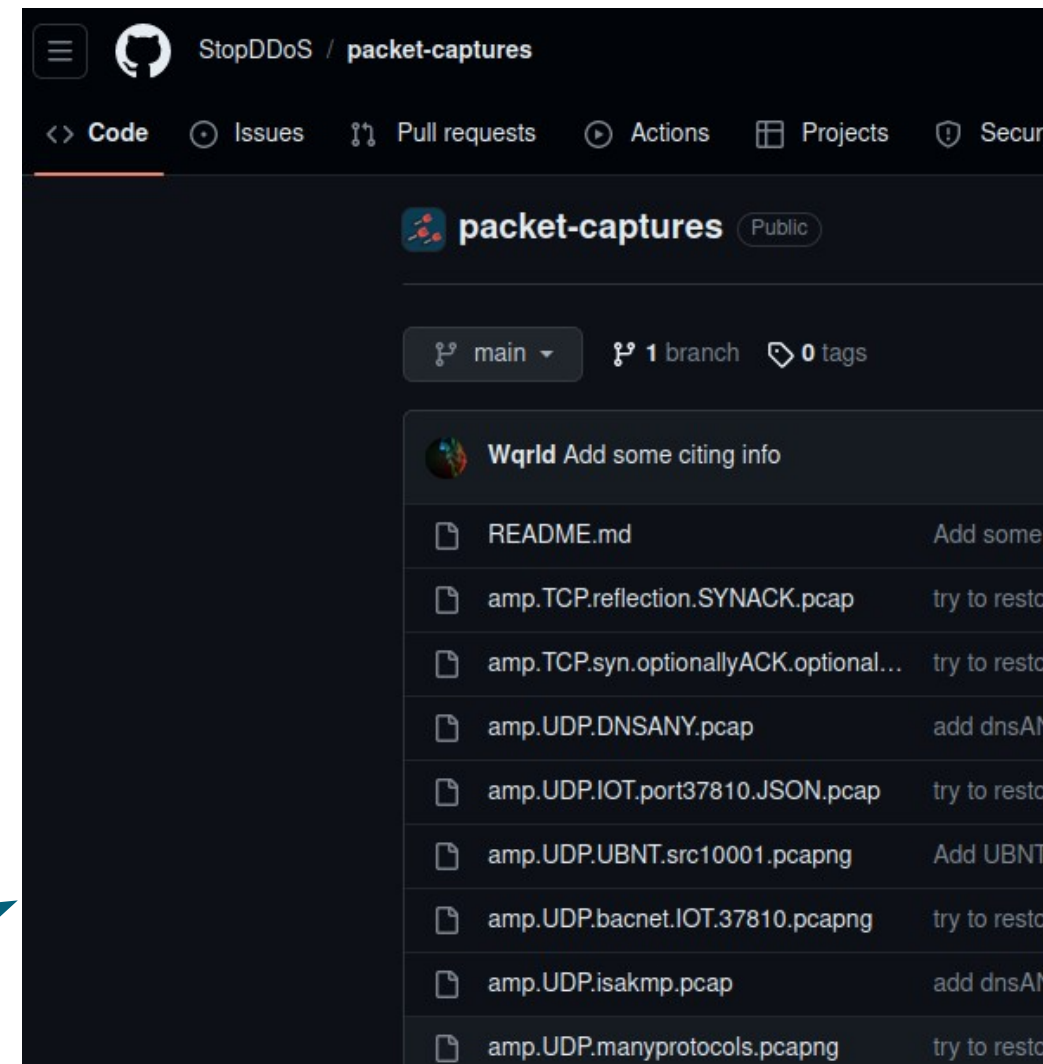 StopDDoS / packet-captures
Code Issues Pull requests Actions Projects Secur
packet-captures Public
main 1 branch 0 tags
Wqrld Add some citing info
README.md Add some
amp.TCP.reflection.SYNACK.pcap try to resto
amp.TCP.syn.optionallyACK.optional... try to resto
amp.UDP.DNSANY.pcap add dnsAN
amp.UDP.IOT.port37810.JSON.pcap try to resto
amp.UDP.UBNT.src10001.pcapng Add UBNT
amp.UDP.bacnet.IOT.37810.pcapng try to resto
amp.UDP.isakmp.pcap add dnsAN
amp.UDP.manyprotocols.pcapng try to resto